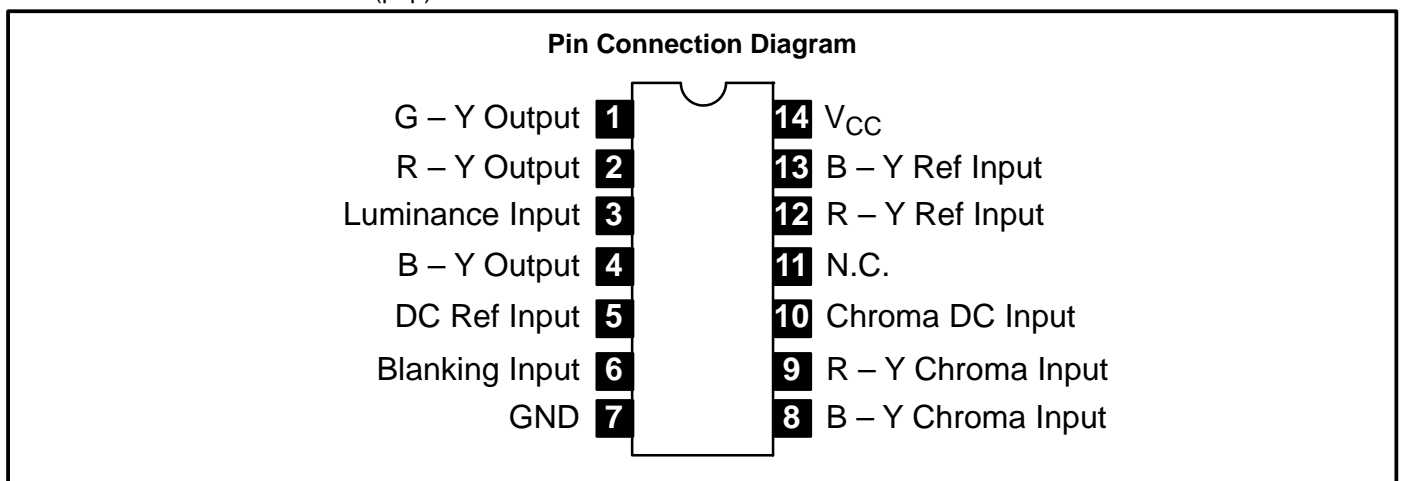 Pin Connection Diagram
G – Y Output 1 14 VCC
R – Y Output 2 13 B – Y Ref Input
Luminance Input 3 12 R – Y Ref Input
B – Y Output 4 11 N.C.
DC Ref Input 5 10 Chroma DC Input
Blanking Input 6 9 R – Y Chroma Input
GND 7 8 B – Y Chroma Input